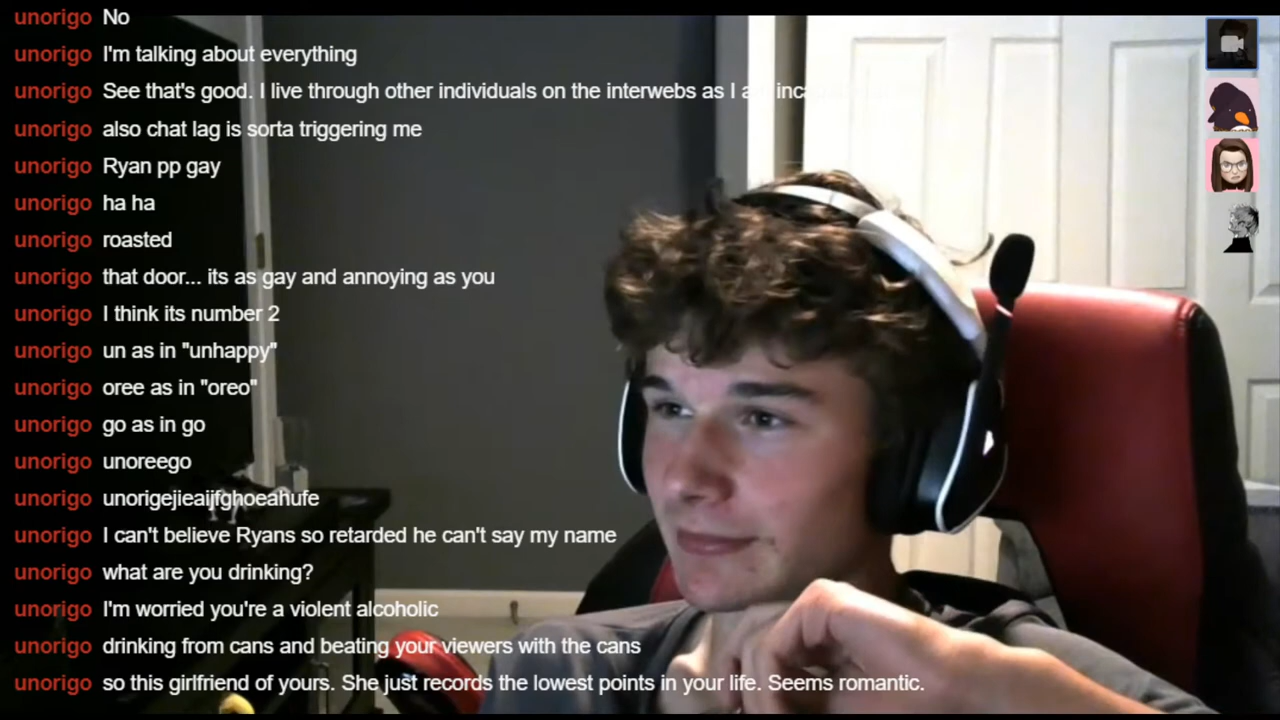 unorigo No
unorigo I'm talking about everything
unorigo See that's good. I live through other individuals on the interwebs as I
unorigo also chat lag is sorta triggering me
unorigo Ryan pp gay
unorigo ha ha
unorigo roasted
unorigo that door... its as gay and annoying as you
unorigo I think its number 2
unorigo un as in "unhappy"
unorigo oree as in "oreo"
unorigo go as in go
unorigo unoreego
unorigo unorigejieaijfghoeahufe
unorigo I can't believe Ryans so retarded he can't say my name
unorigo what are you drinking?
unorigo I'm worried you're a violent alcoholic
unorigo drinking from cans and beating your viewers with the cans
unorigo so this girlfriend of yours. She just records the lowest points in your life. Seems romantic.